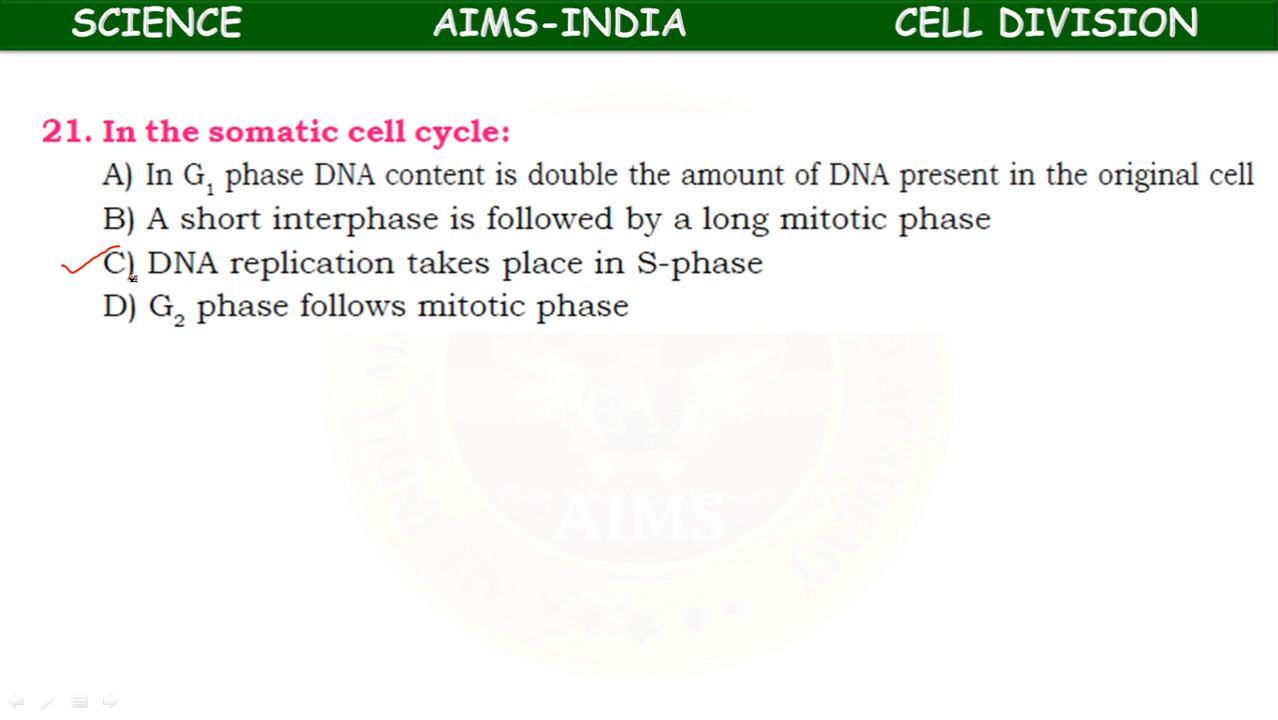 SCIENCE AIMS-INDIA CELL DIVISION
21. In the somatic cell cycle:
A) In G₁ phase DNA content is double the amount of DNA present in the original cell
B) A short interphase is followed by a long mitotic phase
C) DNA replication takes place in S-phase
D) G₂ phase follows mitotic phase
AIMS